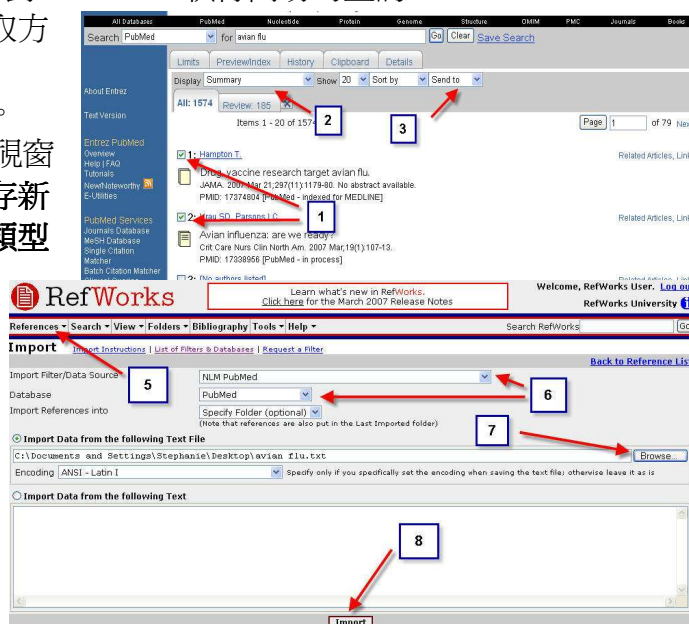 取方
。
視窗
存新
類型
All Databases PubMed Nucleotide Protein Genome Structure OMIM PMC Journals Books
Search PubMed for avian flu Go Clear Save Search
Limits Preview/Index History Clipboard Details
Display Summary Show 20 Sort by Send to
All: 1574 Review: 185
Items 1 - 20 of 1574 Page 1 of 79 Nex
2
3
About Entrez
Text Version
Entrez PubMed
Overview
Help | FAQ
Tutorials
New/Noteworthy
E-Utilities
PubMed Services
Journals Database
MeSH Database
Single Citation
Matcher
Batch Citation Matcher
1: Hampton T. Related Articles, Link
Drug, vaccine research target avian flu.
JAMA. 2007 Mar 21;297(11):1179-80. No abstract available.
PMID: 17374804 [PubMed - indexed for MEDLINE]
1
2: Krau SD, Parsons LC. Related Articles, Link
Avian influenza: are we ready?
Crit Care Nurs Clin North Am. 2007 Mar;19(1):107-13.
PMID: 17338956 [PubMed - in process]
3: [No authors listed] Related Articles, Link
RefWorks
Learn what's new in RefWorks.
Click here for the March 2007 Release Notes
Welcome, RefWorks User. Log ou
RefWorks University
References Search View Folders Bibliography Tools Help Search RefWorks Go
Import Import Instructions | List of Filters & Databases | Request a Filter
Back to Reference List
5
6
7
8
Import Filter/Data Source NLM PubMed
Database PubMed
Import References into Specify Folder (optional)
(Note that references are also put in the Last Imported folder)
Import Data from the following Text File
C:\Documents and Settings\Stephanie\Desktop\avian flu.txt Browse...
Encoding ANSI - Latin I Specify only if you specifically set the encoding when saving the text file; otherwise leave it as is
Import Data from the following Text
Import